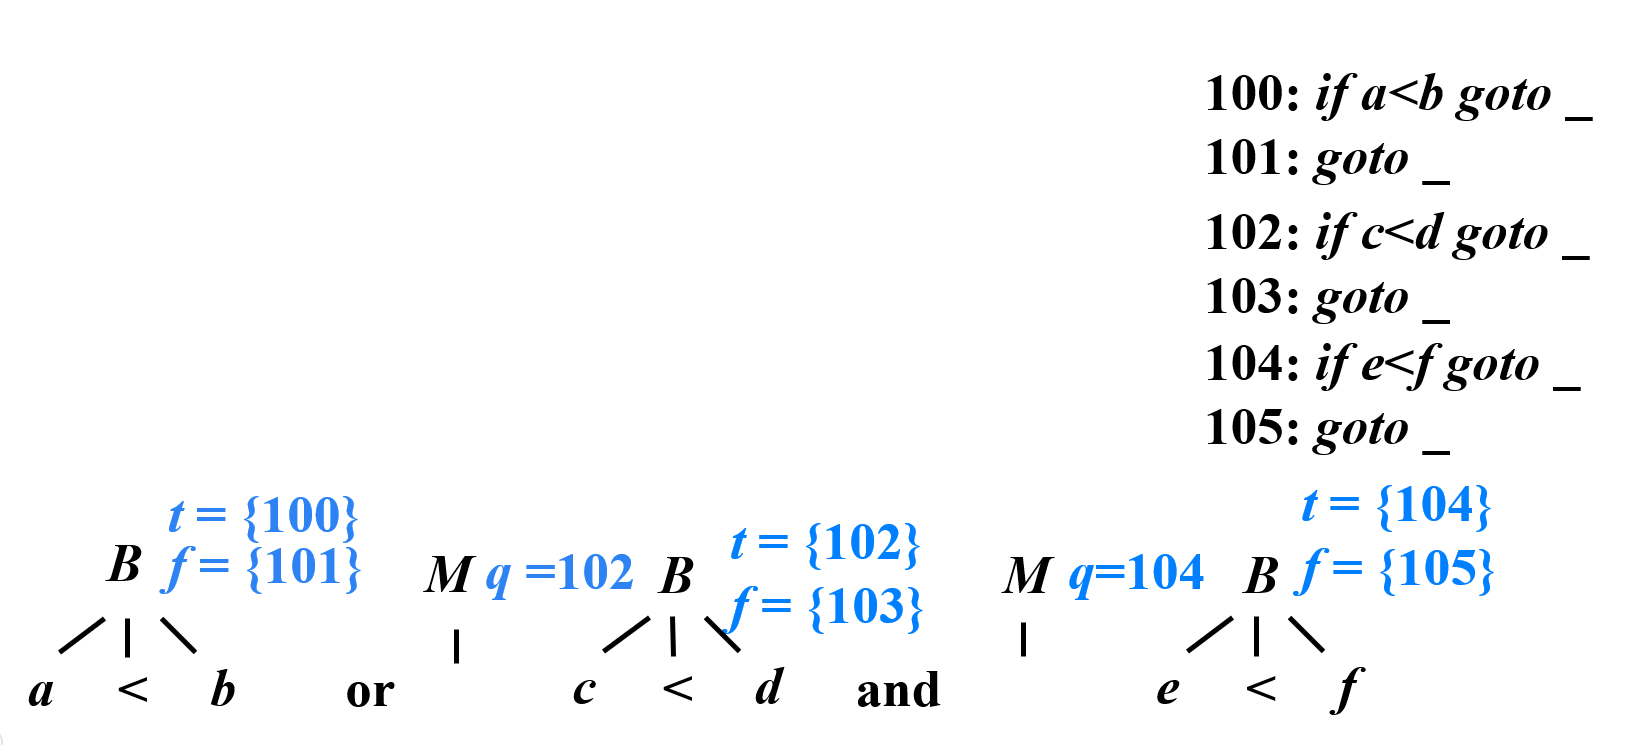 100: if a<b goto _
101: goto _
102: if c<d goto _
103: goto _
104: if e<f goto _
105: goto _
t = {100}
B f = {101}
M q =102 B
t = {102}
f = {103}
M q=104 B
t = {104}
f = {105}
a < b or c < d and e < f